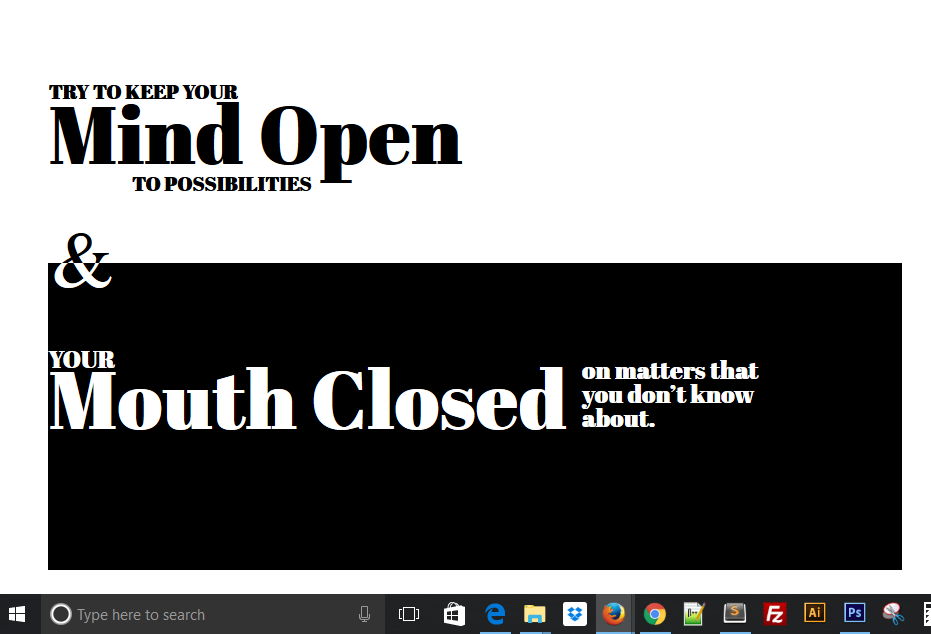 TRY TO KEEP YOUR
Mind Open
TO POSSIBILITIES
&
YOUR
Mouth Closed
on matters that
you don’t know
about.
Type here to search
S
Fz
Ai
Ps